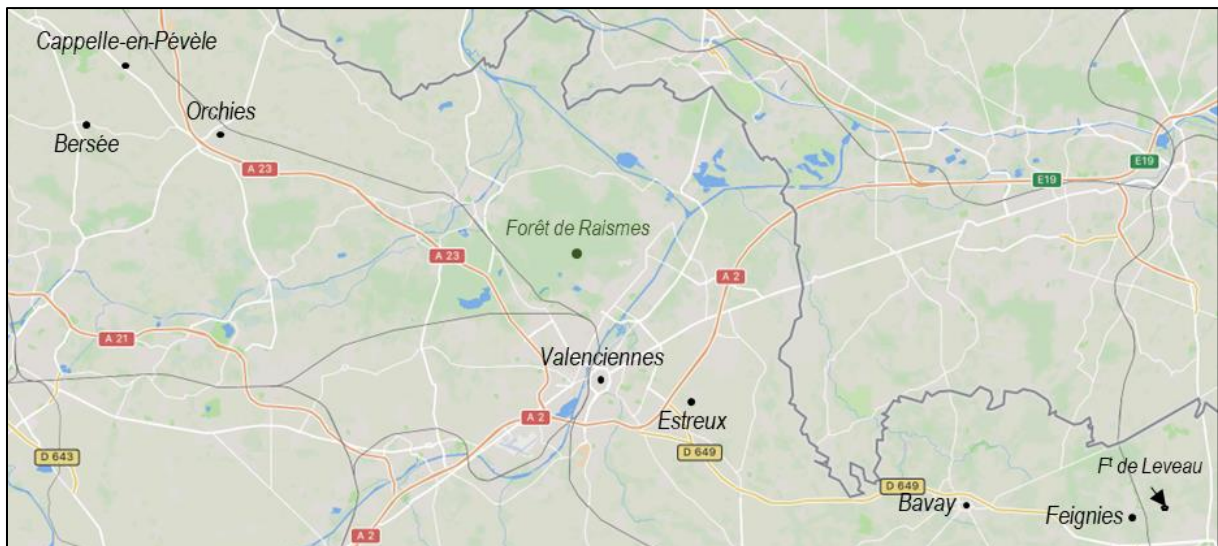 Cappelle-en-Pévèle
Orchies
Bersée
A 23
E19
E19
Forêt de Raismes
A 23
A 2
A 21
Valenciennes
Estreux
A 2
D 649
D 643
Fᵗ de Leveau
D 649
Bavay
Feignies
A 2